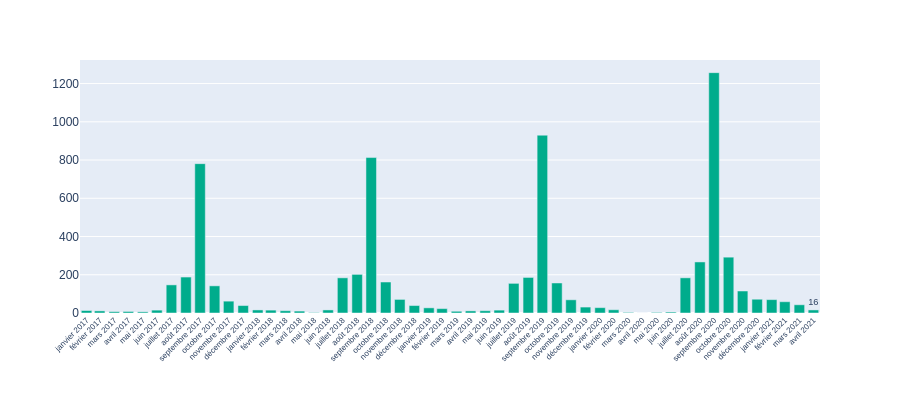 1200
1000
800
600
400
200
0
16
janvier 2017
février 2017
mars 2017
avril 2017
mai 2017
juin 2017
juillet 2017
août 2017
septembre 2017
octobre 2017
novembre 2017
décembre 2017
janvier 2018
février 2018
mars 2018
avril 2018
mai 2018
juin 2018
juillet 2018
août 2018
septembre 2018
octobre 2018
novembre 2018
décembre 2018
janvier 2019
février 2019
mars 2019
avril 2019
mai 2019
juin 2019
juillet 2019
août 2019
septembre 2019
octobre 2019
novembre 2019
décembre 2019
janvier 2020
février 2020
mars 2020
avril 2020
mai 2020
juin 2020
juillet 2020
août 2020
septembre 2020
octobre 2020
novembre 2020
décembre 2020
janvier 2021
février 2021
mars 2021
avril 2021